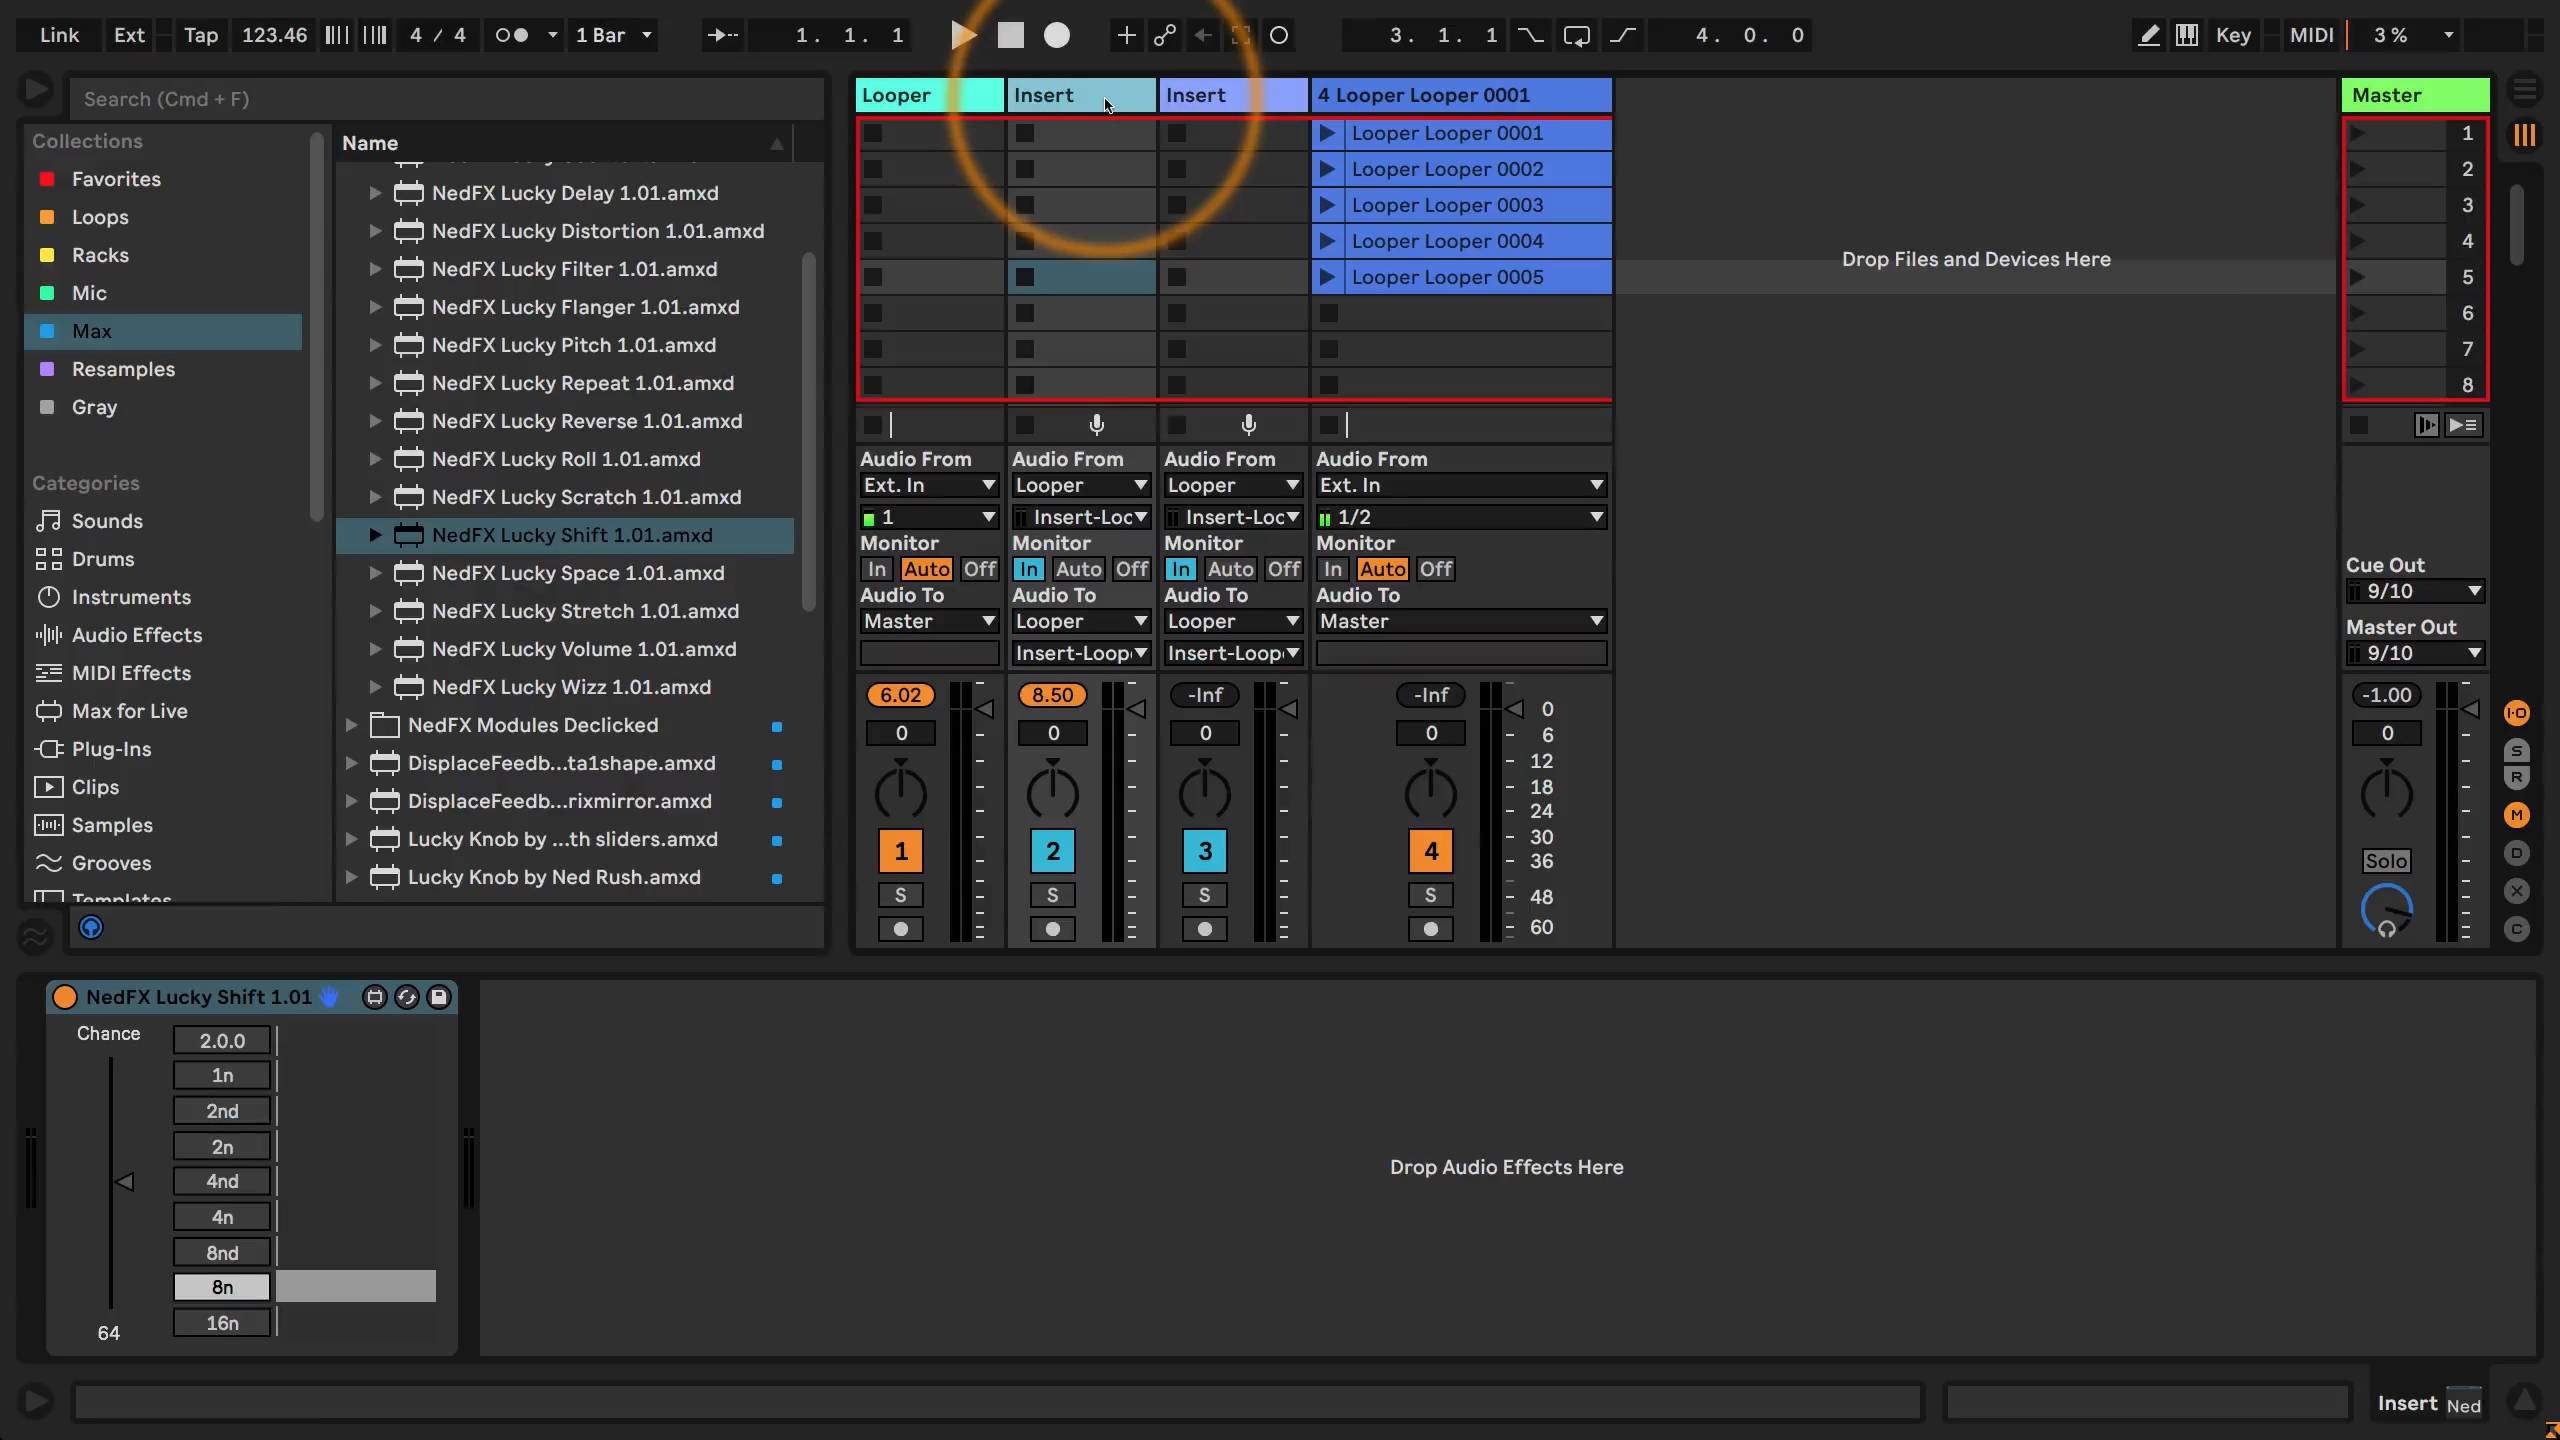 Link Ext Tap 123.46 4 / 4 1 Bar 1. 1. 1 3. 1. 1 4. 0. 0 Key MIDI 3 %
Search (Cmd + F)
Collections
Favorites
Loops
Racks
Mic
Max
Resamples
Gray
Categories
Sounds
Drums
Instruments
Audio Effects
MIDI Effects
Max for Live
Plug-Ins
Clips
Samples
Grooves
Templates
Name
NedFX Lucky Delay 1.01.amxd
NedFX Lucky Distortion 1.01.amxd
NedFX Lucky Filter 1.01.amxd
NedFX Lucky Flanger 1.01.amxd
NedFX Lucky Pitch 1.01.amxd
NedFX Lucky Repeat 1.01.amxd
NedFX Lucky Reverse 1.01.amxd
NedFX Lucky Roll 1.01.amxd
NedFX Lucky Scratch 1.01.amxd
NedFX Lucky Shift 1.01.amxd
NedFX Lucky Space 1.01.amxd
NedFX Lucky Stretch 1.01.amxd
NedFX Lucky Volume 1.01.amxd
NedFX Lucky Wizz 1.01.amxd
NedFX Modules Declicked
DisplaceFeedb...ta1shape.amxd
DisplaceFeedb...rixmirror.amxd
Lucky Knob by ...th sliders.amxd
Lucky Knob by Ned Rush.amxd
Looper Insert Insert 4 Looper Looper 0001 Master
Looper Looper 0001 1
Looper Looper 0002 2
Looper Looper 0003 3
Looper Looper 0004 4
Looper Looper 0005 5
6
7
8
Drop Files and Devices Here
Audio From Audio From Audio From Audio From
Ext. In Looper Looper Ext. In
1 Insert-Loc Insert-Loc 1/2
Monitor Monitor Monitor Monitor
In Auto Off In Auto Off In Auto Off In Auto Off
Audio To Audio To Audio To Audio To
Master Looper Looper Master
Insert-Loop Insert-Loop
Cue Out
9/10
Master Out
9/10
6.02 8.50 -Inf -Inf -1.00
0 0 0 0 0
0
6
12
18
24
30
36
48
60
1 2 3 4 Solo
S S S S
I·O
S
R
M
D
X
C
NedFX Lucky Shift 1.01
Chance
64
2.0.0
1n
2nd
2n
4nd
4n
8nd
8n
16n
Drop Audio Effects Here
Insert Ned